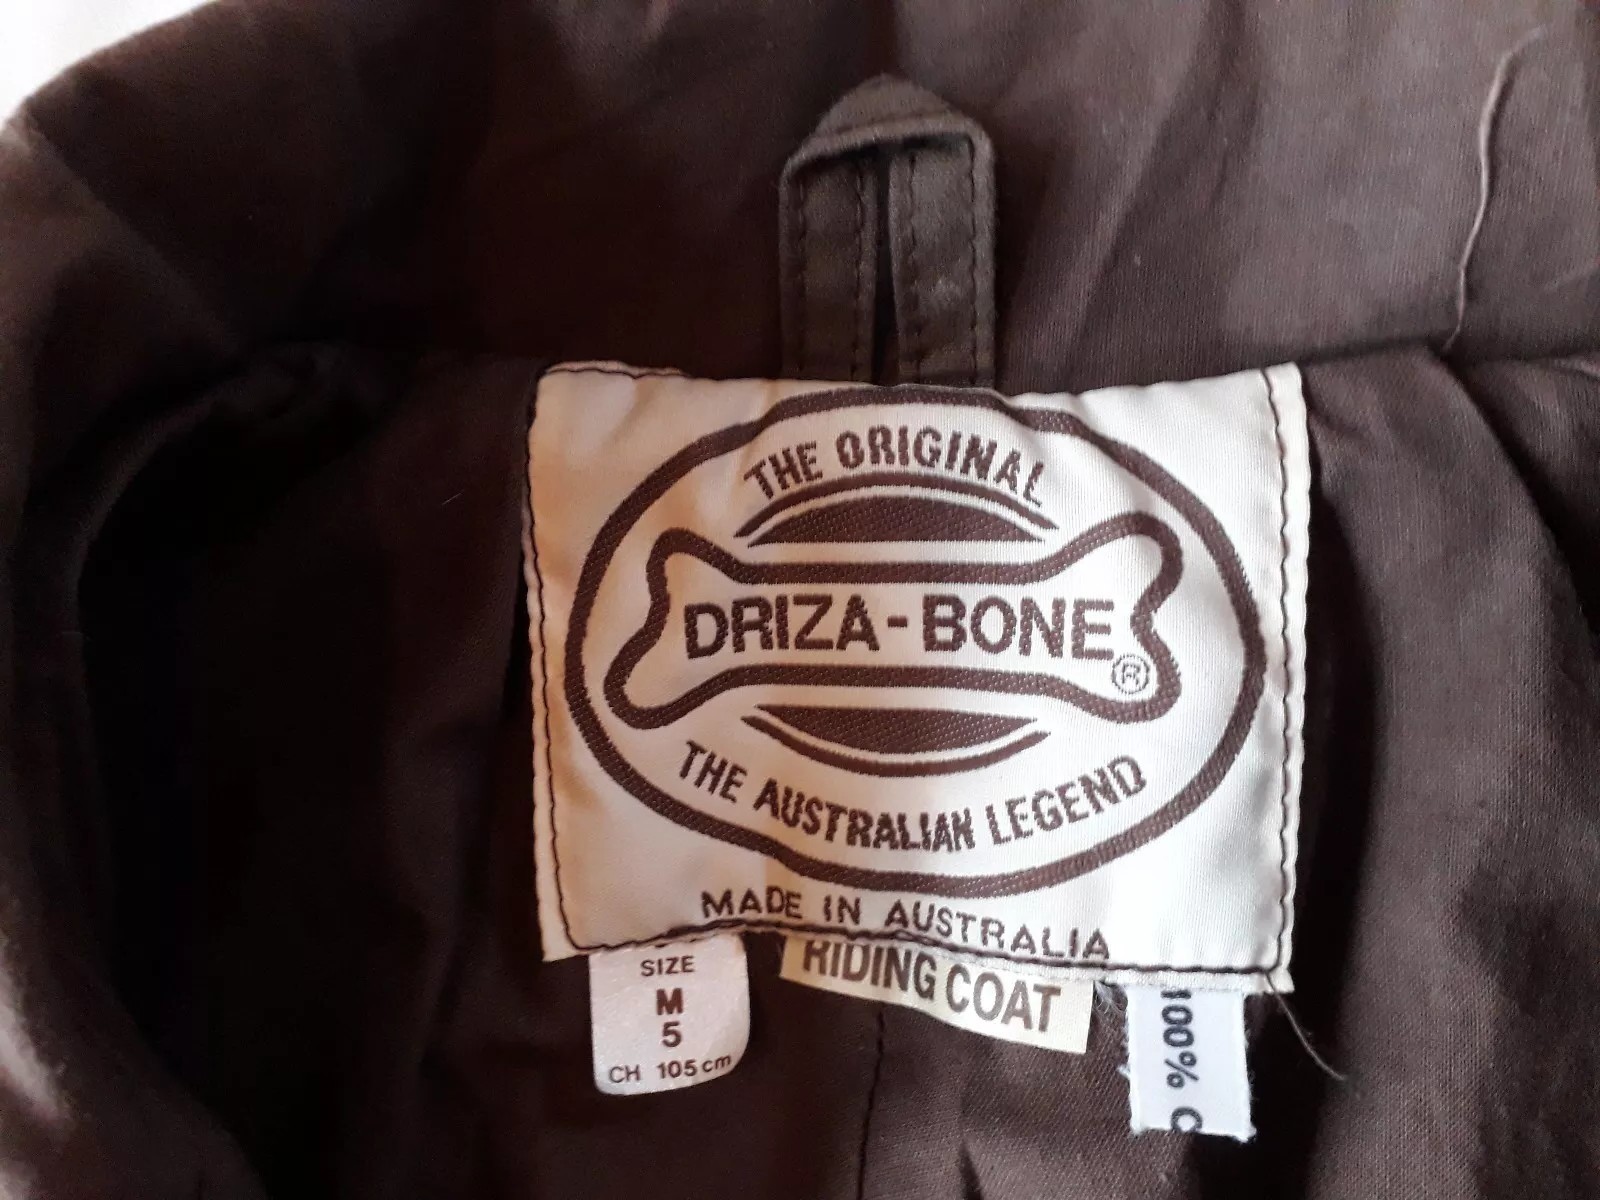 THE ORIGINAL
DRIZA-BONE
®
THE AUSTRALIAN LEGEND
MADE IN AUSTRALIA
SIZE
M
5
CH 105cm
RIDING COAT
100%